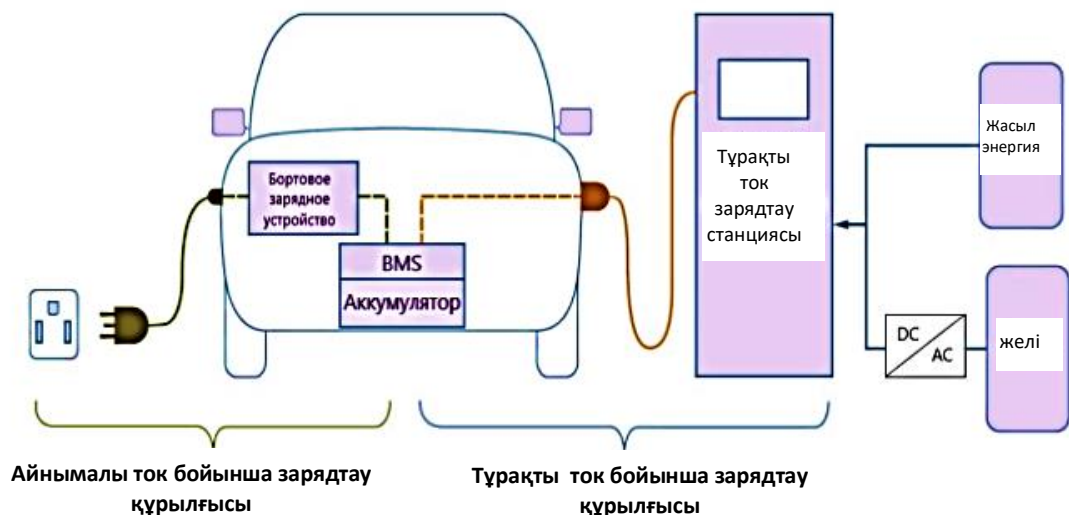 Бортовое
зарядное
устройство
BMS
Аккумулятор
Тұрақты
ток
зарядтау
станциясы
Жасыл
энергия
DC
AC
желі
Айнымалы ток бойынша зарядтау
құрылғысы
Тұрақты ток бойынша зарядтау
құрылғысы